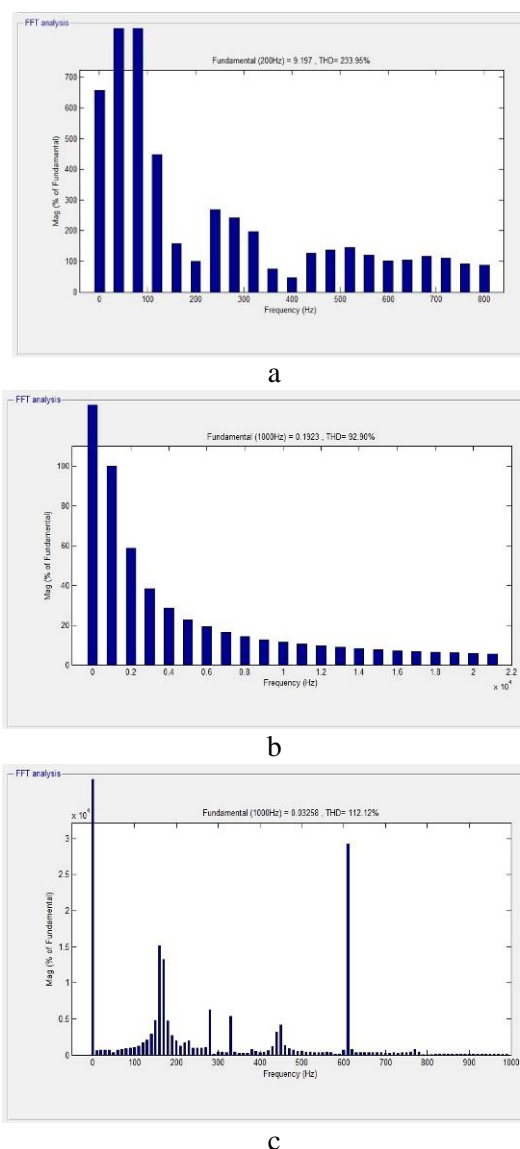 FFT analysis
Fundamental (200Hz) = 9.197 , THD= 233.95%
700
600
500
400
300
200
100
0
Mag (% of Fundamental)
0 100 200 300 400 500 600 700 800
Frequency (Hz)
a
FFT analysis
Fundamental (1000Hz) = 0.1923 , THD= 92.90%
100
80
60
40
20
0
Mag (% of Fundamental)
0 0.2 0.4 0.6 0.8 1 1.2 1.4 1.6 1.8 2 2.2
Frequency (Hz)
x 10^4
b
FFT analysis
Fundamental (1000Hz) = 0.03258 , THD= 112.12%
3
2.5
2
1.5
1
0.5
0
Mag (% of Fundamental)
0 100 200 300 400 500 600 700 800 900 1000
Frequency (Hz)
c